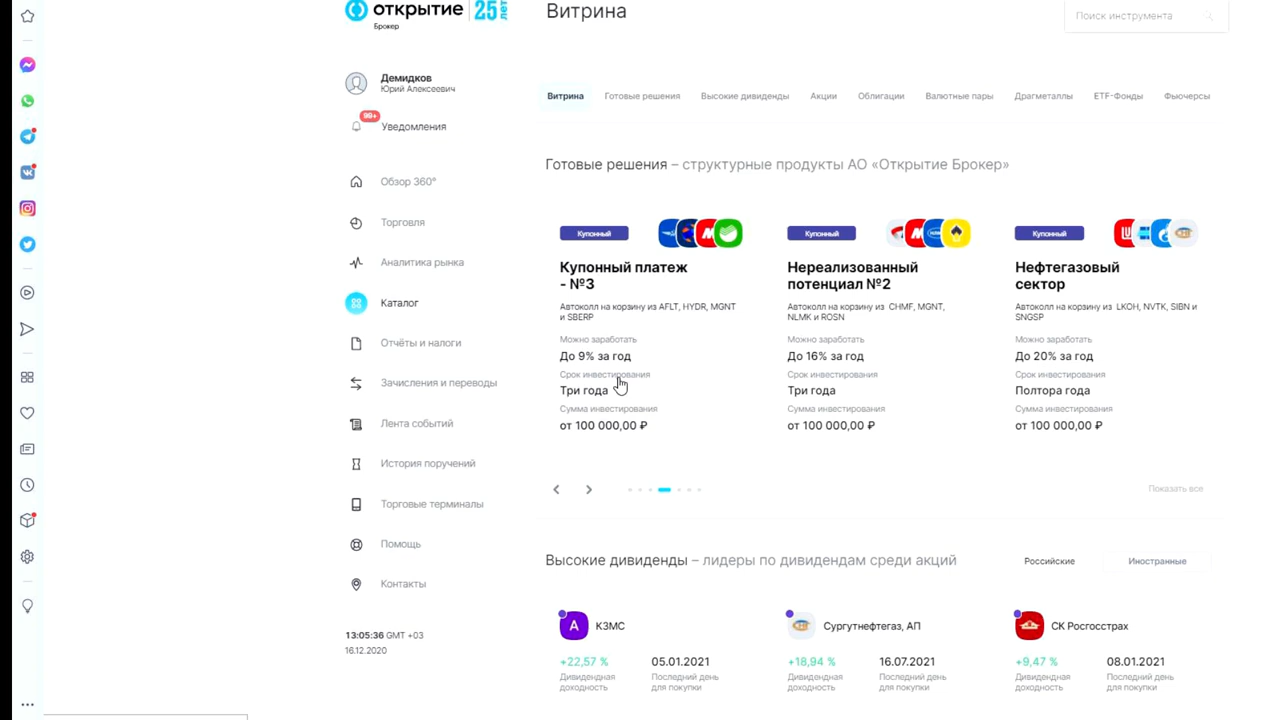 открытие 25 лет
Брокер
Витрина
Поиск инструмента
Демидков
Юрий Алексеевич
99+
Уведомления
Обзор 360°
Торговля
Аналитика рынка
Каталог
Отчёты и налоги
Зачисления и переводы
Лента событий
История поручений
Торговые терминалы
Помощь
Контакты
13:05:36 GMT +03
16.12.2020
Витрина Готовые решения Высокие дивиденды Акции Облигации Валютные пары Драгметаллы ETF-Фонды Фьючерсы
Готовые решения – структурные продукты АО «Открытие Брокер»
Купонный
Купонный платеж
- №3
Автоколл на корзину из AFLT, HYDR, MGNT
и SBERP
Можно заработать
До 9% за год
Срок инвестирования
Три года
Сумма инвестирования
от 100 000,00 ₽
Купонный
Нереализованный
потенциал №2
Автоколл на корзину из CHMF, MGNT,
NLMK и ROSN
Можно заработать
До 16% за год
Срок инвестирования
Три года
Сумма инвестирования
от 100 000,00 ₽
Купонный
Нефтегазовый
сектор
Автоколл на корзину из LKOH, NVTK, SIBN и
SNGSP
Можно заработать
До 20% за год
Срок инвестирования
Полтора года
Сумма инвестирования
от 100 000,00 ₽
Показать все
Высокие дивиденды – лидеры по дивидендам среди акций
Российские Иностранные
А КЗМС
+22,57 % 05.01.2021
Дивидендная Последний день
доходность для покупки
Сургутнефтегаз, АП
+18,94 % 16.07.2021
Дивидендная Последний день
доходность для покупки
СК Росгосстрах
+9,47 % 08.01.2021
Дивидендная Последний день
доходность для покупки